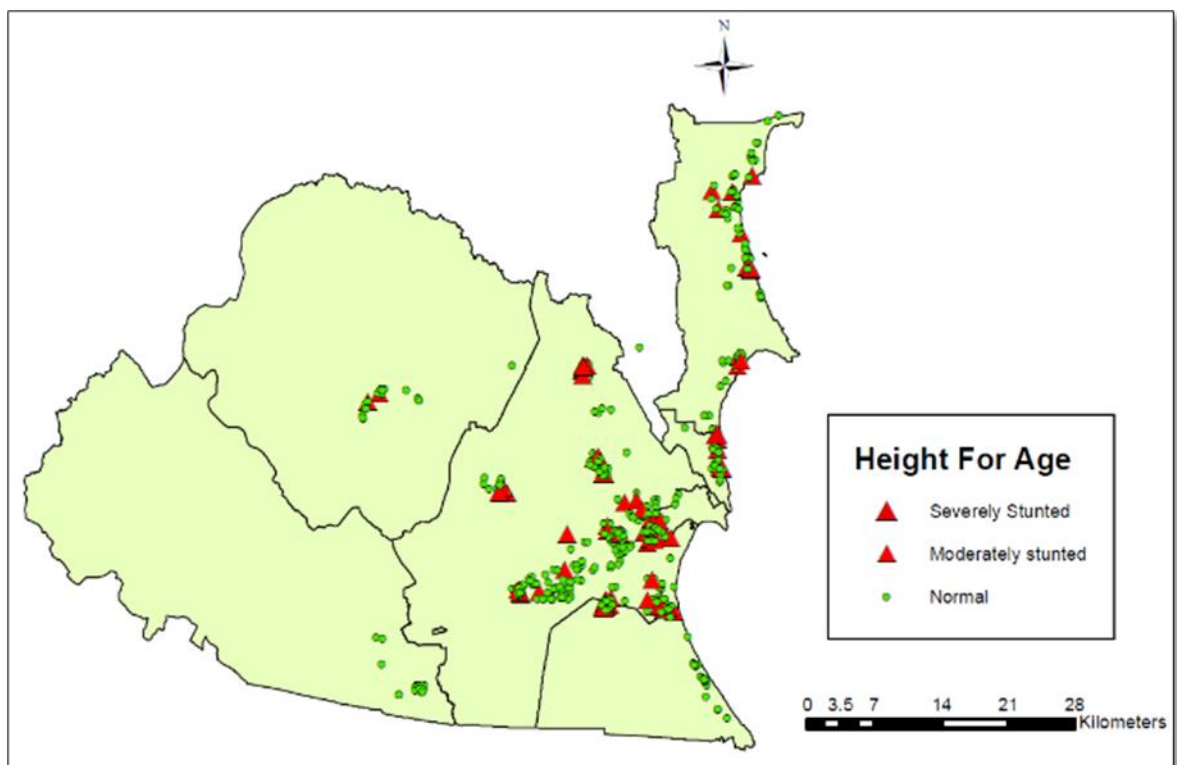 N
Height For Age
Severely Stunted
Moderately stunted
Normal
0 3.5 7 14 21 28
Kilometers